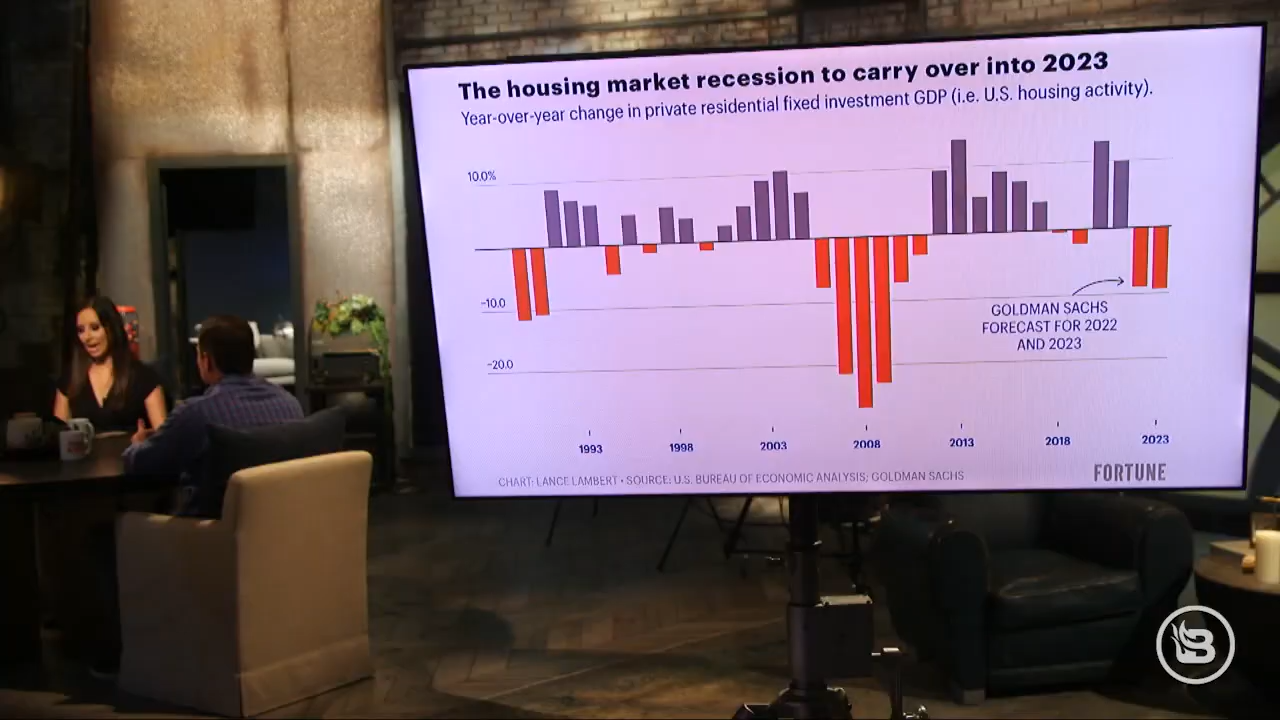 The housing market recession to carry over into 2023
Year-over-year change in private residential fixed investment GDP (i.e. U.S. housing activity).
10.0%
-10.0
-20.0
GOLDMAN SACHS
FORECAST FOR 2022
AND 2023
1993
1998
2003
2008
2013
2018
2023
CHART: LANCE LAMBERT • SOURCE: U.S. BUREAU OF ECONOMIC ANALYSIS; GOLDMAN SACHS
FORTUNE
B